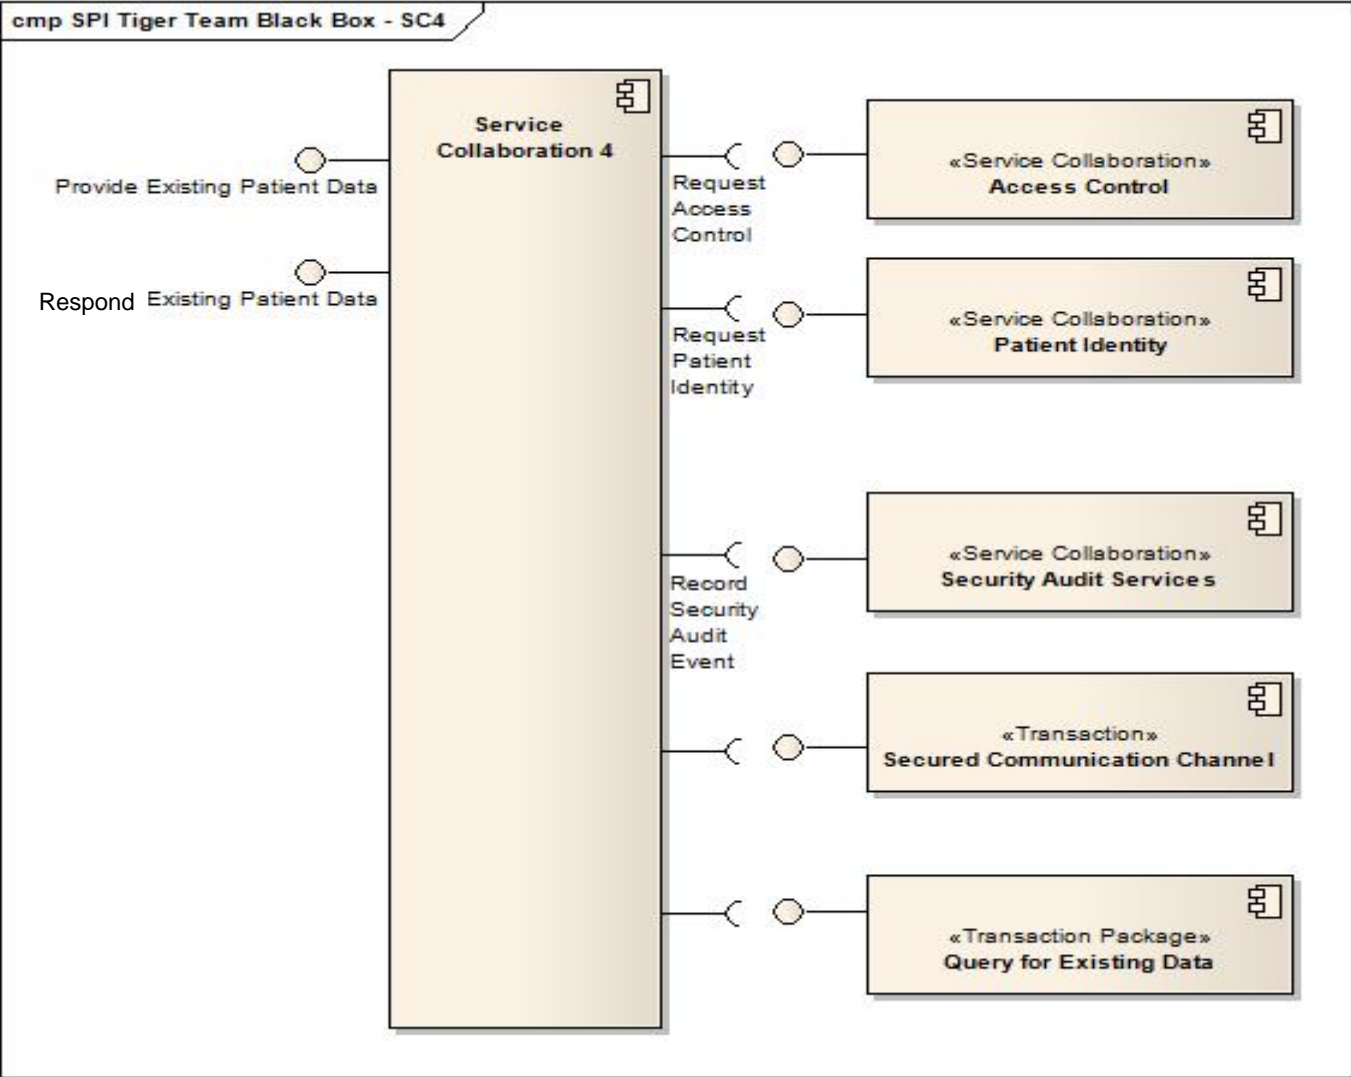 cmp SPI Tiger Team Black Box - SC4
Service
Collaboration 4
Provide Existing Patient Data
Respond Existing Patient Data
Request
Access
Control
«Service Collaboration»
Access Control
Request
Patient
Identity
«Service Collaboration»
Patient Identity
Record
Security
Audit
Event
«Service Collaboration»
Security Audit Services
«Transaction»
Secured Communication Channel
«Transaction Package»
Query for Existing Data